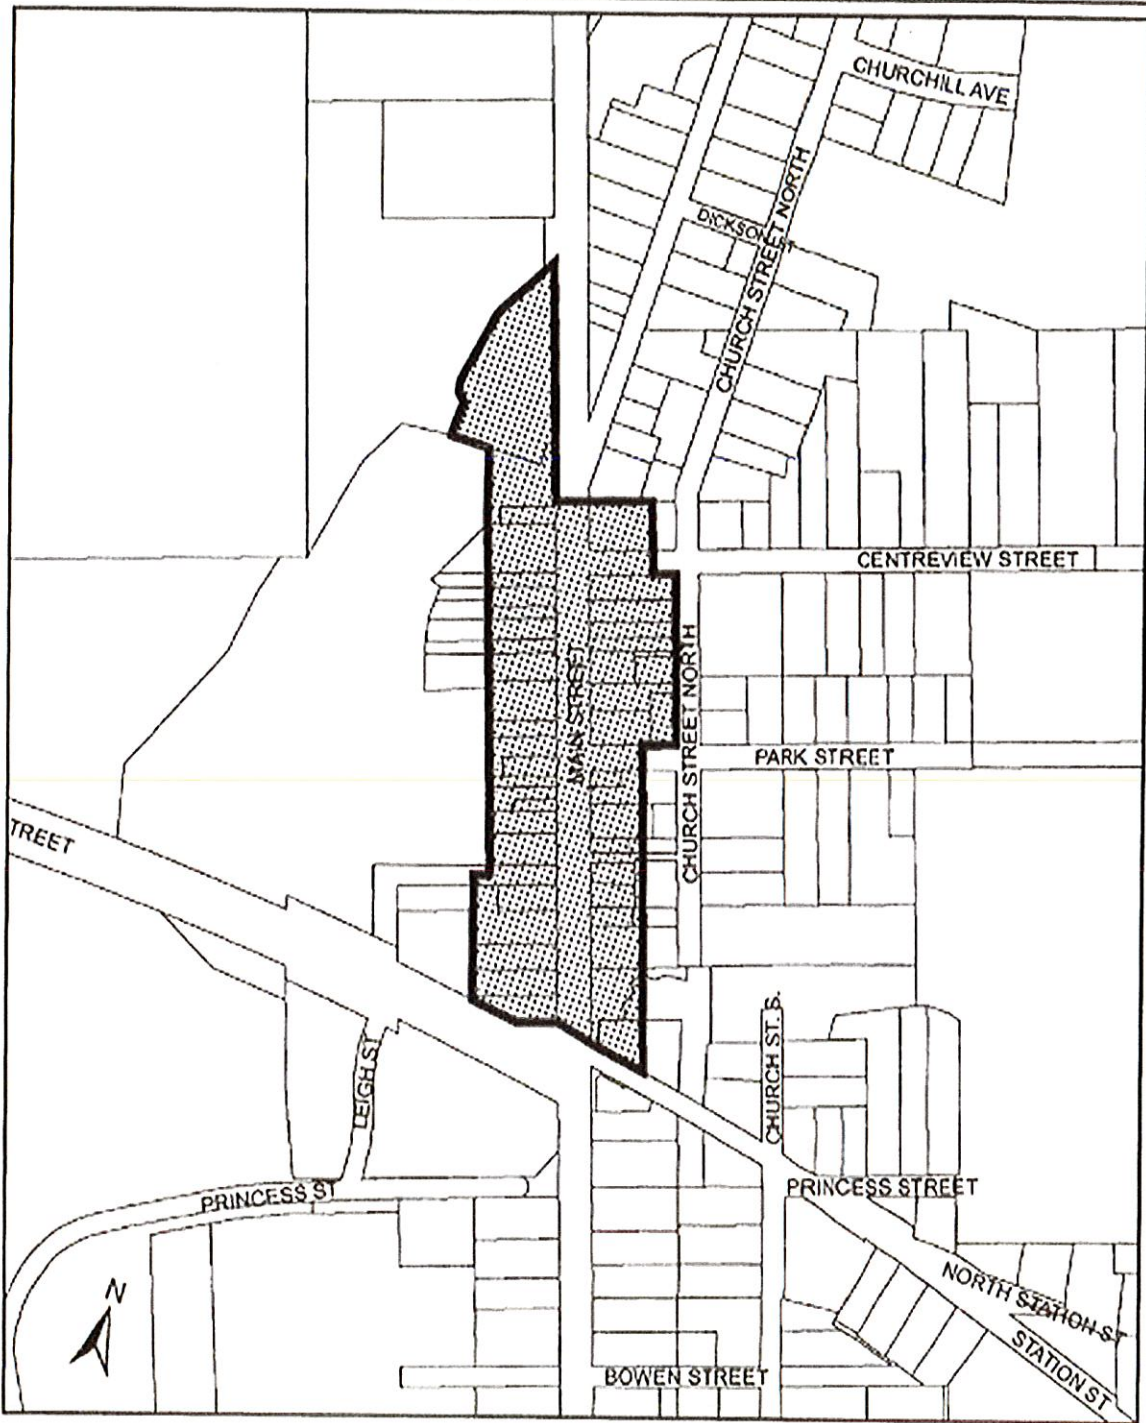 CHURCHILL AVE
CHURCH STREET NORTH
DICKSON ST
CENTREVIEW STREET
MAIN STREET
CHURCH STREET NORTH
PARK STREET
TREET
CHURCH ST. S.
LEIGH ST
PRINCESS ST
PRINCESS STREET
N
NORTH STATION ST
STATION ST
BOWEN STREET